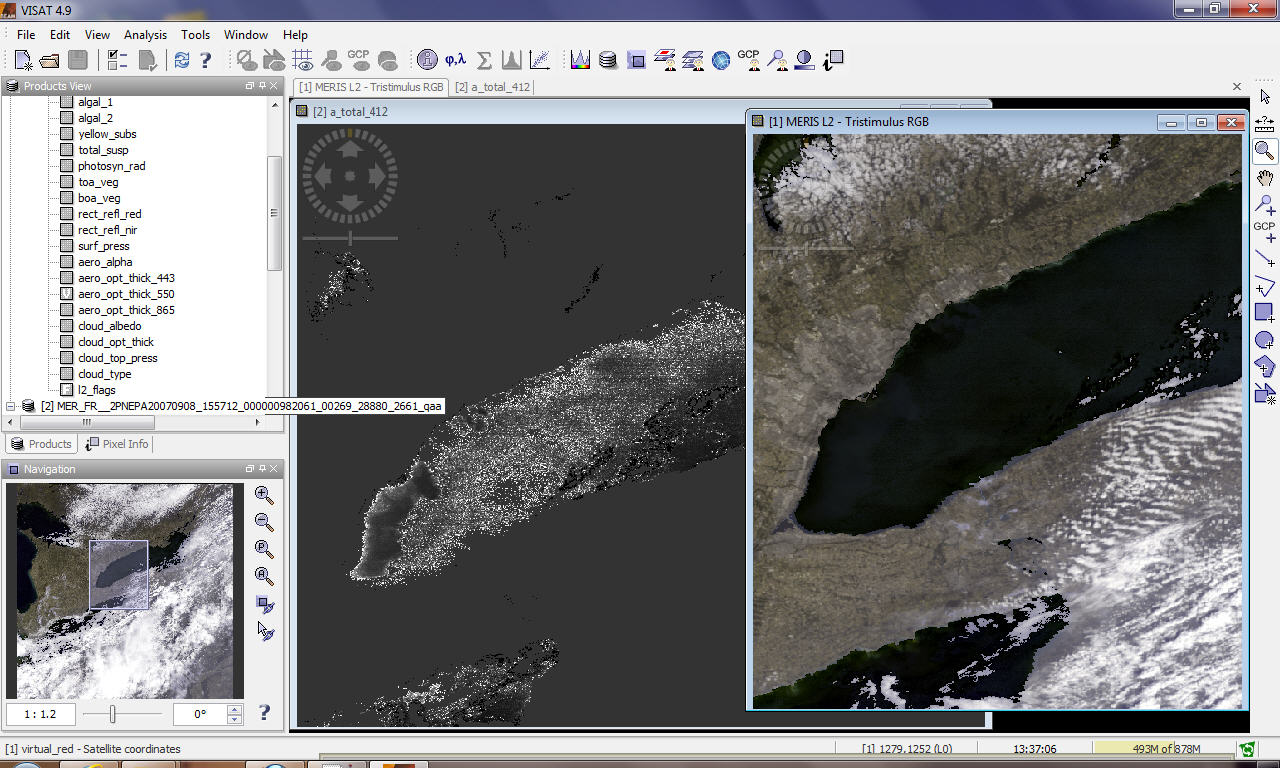 VISAT 4.9
File Edit View Analysis Tools Window Help
GCP φ,λ Σ GCP
Products View
[1] MERIS L2 - Tristimulus RGB [2] a_total_412
algal_1
algal_2
yellow_subs
total_susp
photosyn_rad
toa_veg
boa_veg
rect_refl_red
rect_refl_nir
surf_press
aero_alpha
aero_opt_thick_443
aero_opt_thick_550
aero_opt_thick_865
cloud_albedo
cloud_opt_thick
cloud_top_press
cloud_type
l2_flags
[2] MER_FR__2PNEPA20070908_155712_000000982061_00269_28880_2661_qaa
Products Pixel Info
Navigation
1 : 1.2 0°
[2] a_total_412
[1] MERIS L2 - Tristimulus RGB
GCP
[1] virtual_red - Satellite coordinates [1] 1279,1252 (L0) 13:37:06 493M of 878M